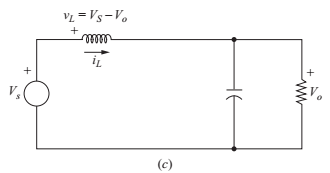 v_L = V_S – V_o
+
i_L
+
V_s
+
V_o
(c)